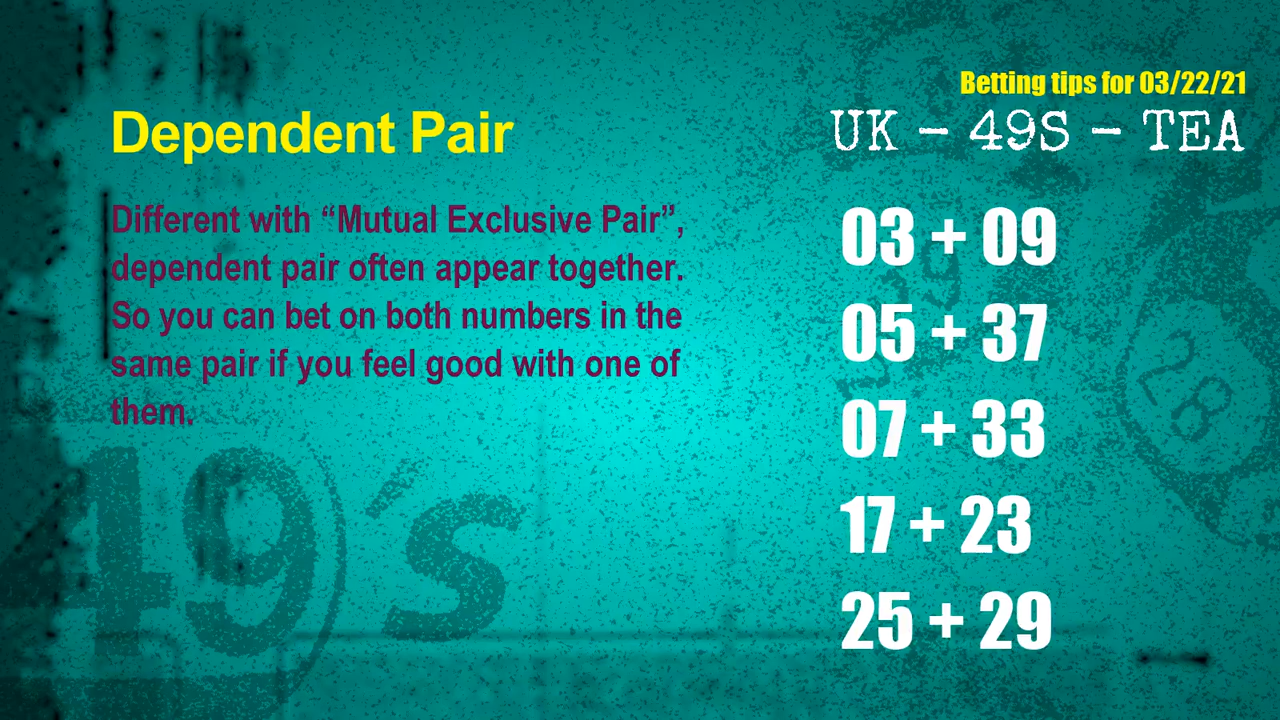 Betting tips for 03/22/21
UK - 49S - TEA
Dependent Pair
Different with “Mutual Exclusive Pair”,
dependent pair often appear together.
So you can bet on both numbers in the
same pair if you feel good with one of
them.
03 + 09
05 + 37
07 + 33
17 + 23
25 + 29
49's
39
28